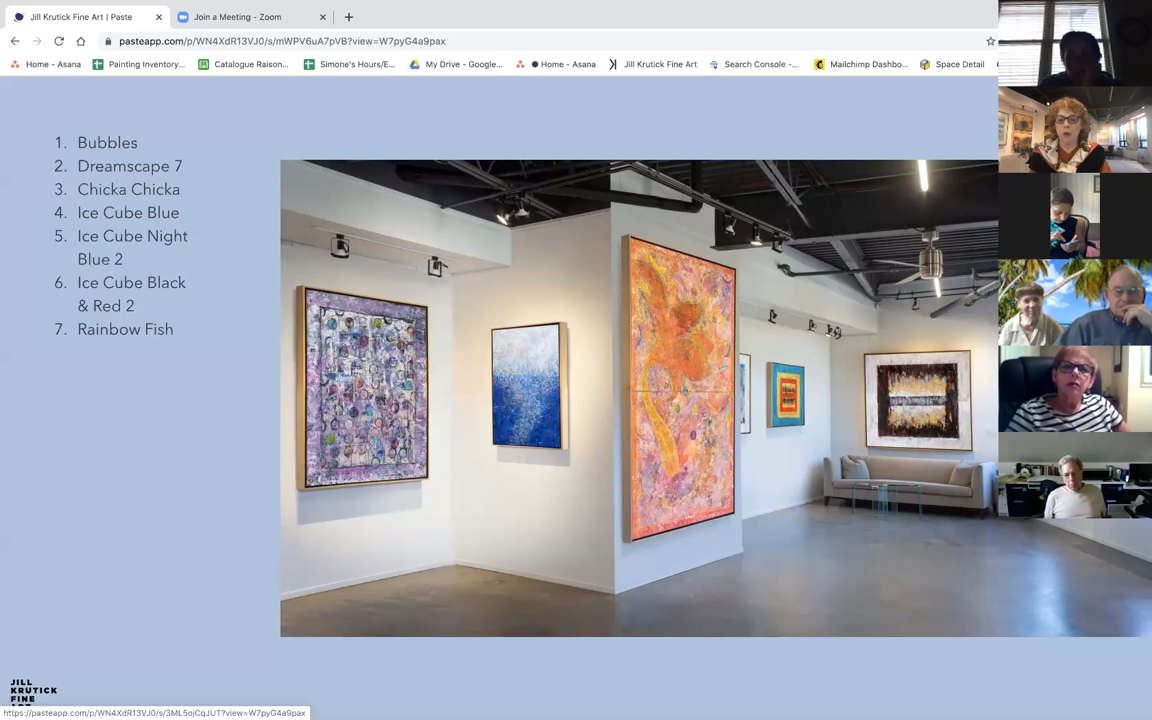 Jill Krutick Fine Art | Paste
Join a Meeting - Zoom
pasteapp.com/p/WN4XdR13VJ0/s/mWPV6uA7pVB?view=W7pyG4a9pax
Home - Asana
Painting Inventory...
Catalogue Raison...
Simone's Hours/E...
My Drive - Google...
Home - Asana
Jill Krutick Fine Art
Search Console -...
Mailchimp Dashbo...
Space Detail
1. Bubbles
2. Dreamscape 7
3. Chicka Chicka
4. Ice Cube Blue
5. Ice Cube Night
Blue 2
6. Ice Cube Black
& Red 2
7. Rainbow Fish
JILL
KRUTICK
FINE
https://pasteapp.com/p/WN4XdR13VJ0/s/3ML5ojCqJUT?view=W7pyG4a9pax